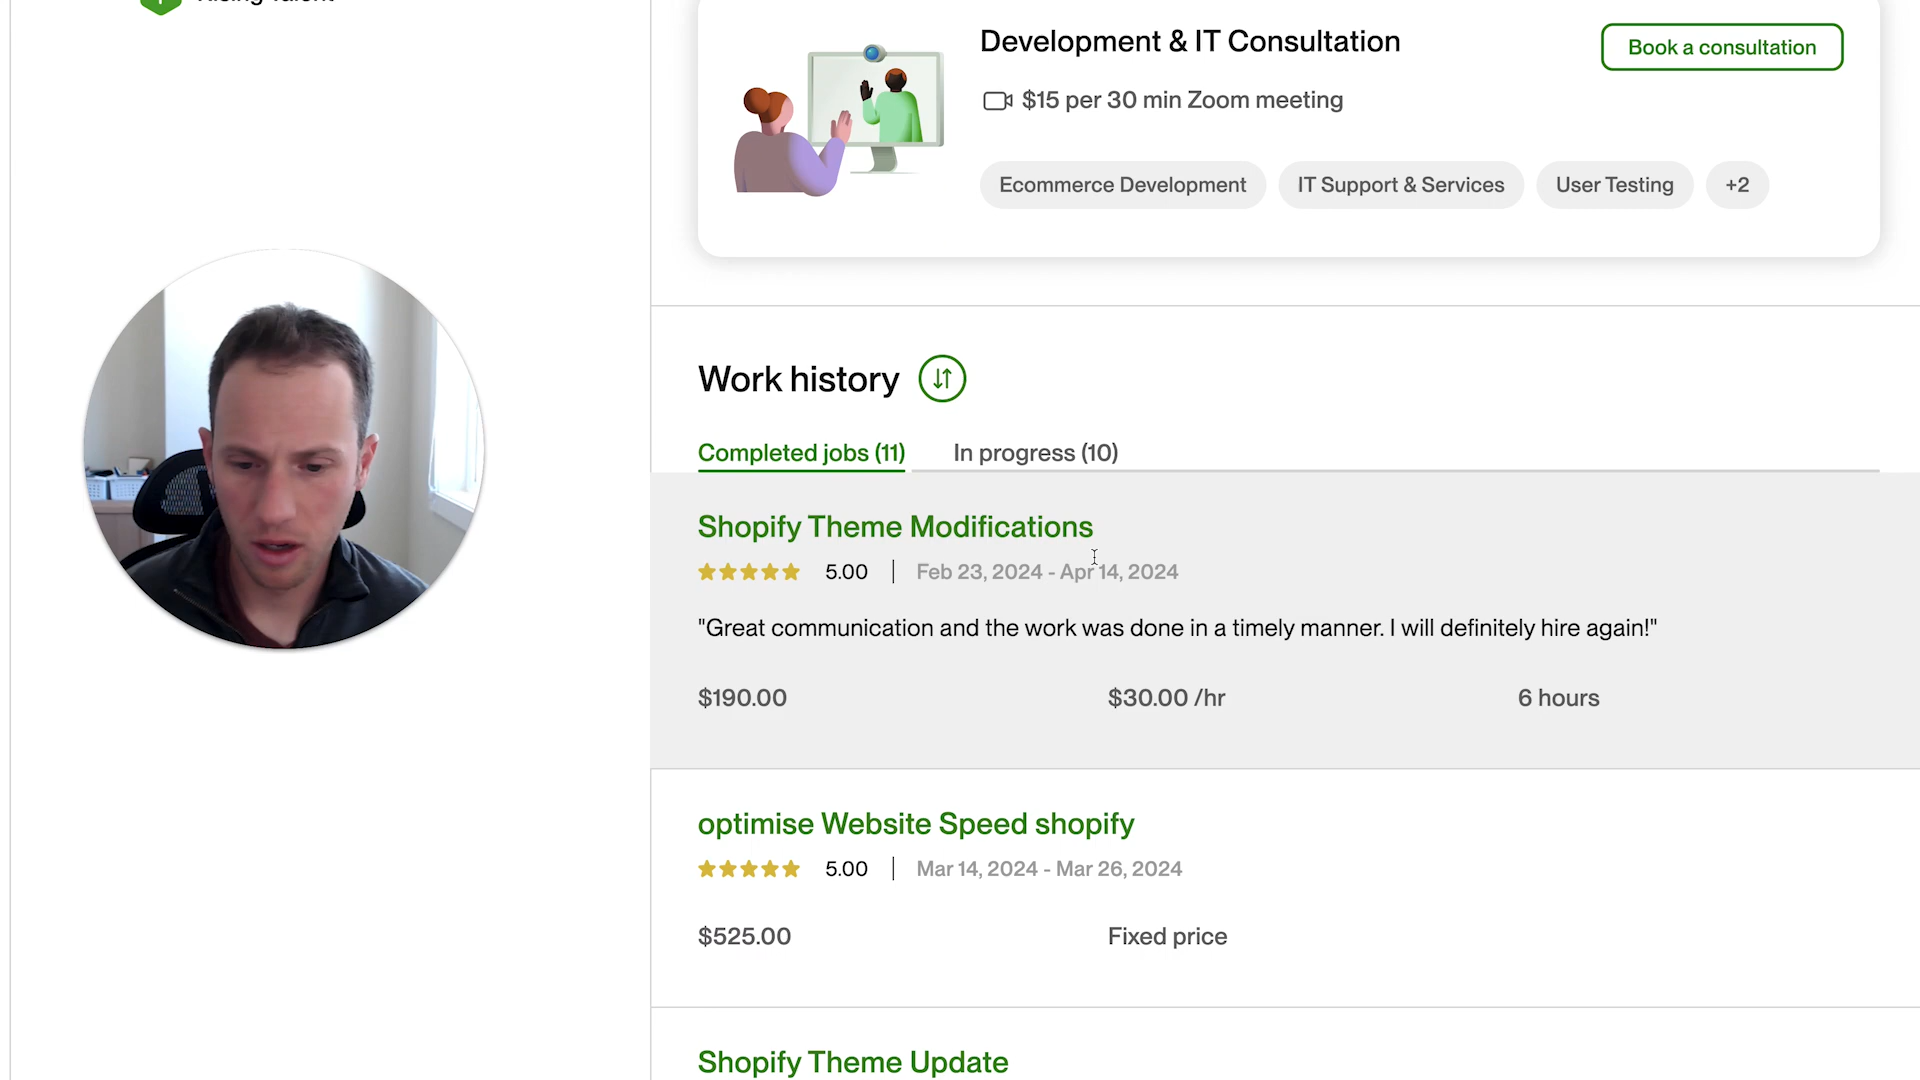 Rising Talent
Development & IT Consultation
Book a consultation
$15 per 30 min Zoom meeting
Ecommerce Development
IT Support & Services
User Testing
+2
Work history
Completed jobs (11)
In progress (10)
Shopify Theme Modifications
5.00
Feb 23, 2024 - Apr 14, 2024
"Great communication and the work was done in a timely manner. I will definitely hire again!"
$190.00
$30.00 /hr
6 hours
optimise Website Speed shopify
5.00
Mar 14, 2024 - Mar 26, 2024
$525.00
Fixed price
Shopify Theme Update